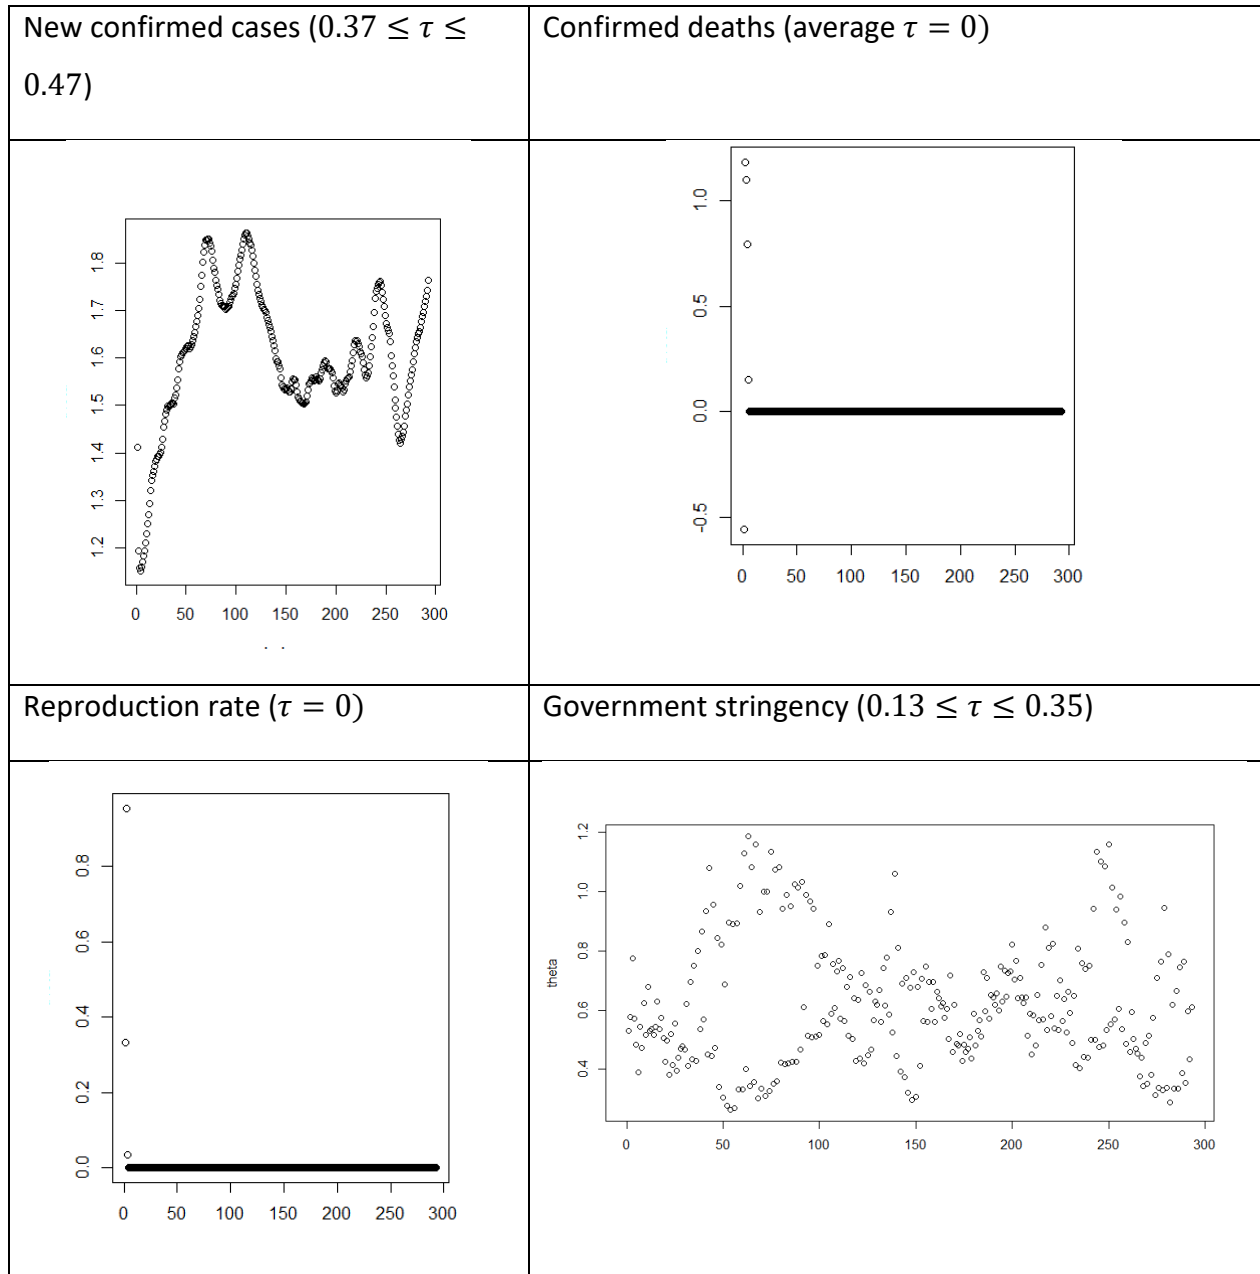 New confirmed cases (0.37 ≤ τ ≤
0.47)
Confirmed deaths (average τ = 0)
1.8
1.7
1.6
1.5
1.4
1.3
1.2
0 50 100 150 200 250 300
1.0
0.5
0.0
-0.5
0 50 100 150 200 250 300
Reproduction rate (τ = 0)
Government stringency (0.13 ≤ τ ≤ 0.35)
0.8
0.6
0.4
0.2
0.0
0 50 100 150 200 250 300
theta
1.2
1.0
0.8
0.6
0.4
0 50 100 150 200 250 300